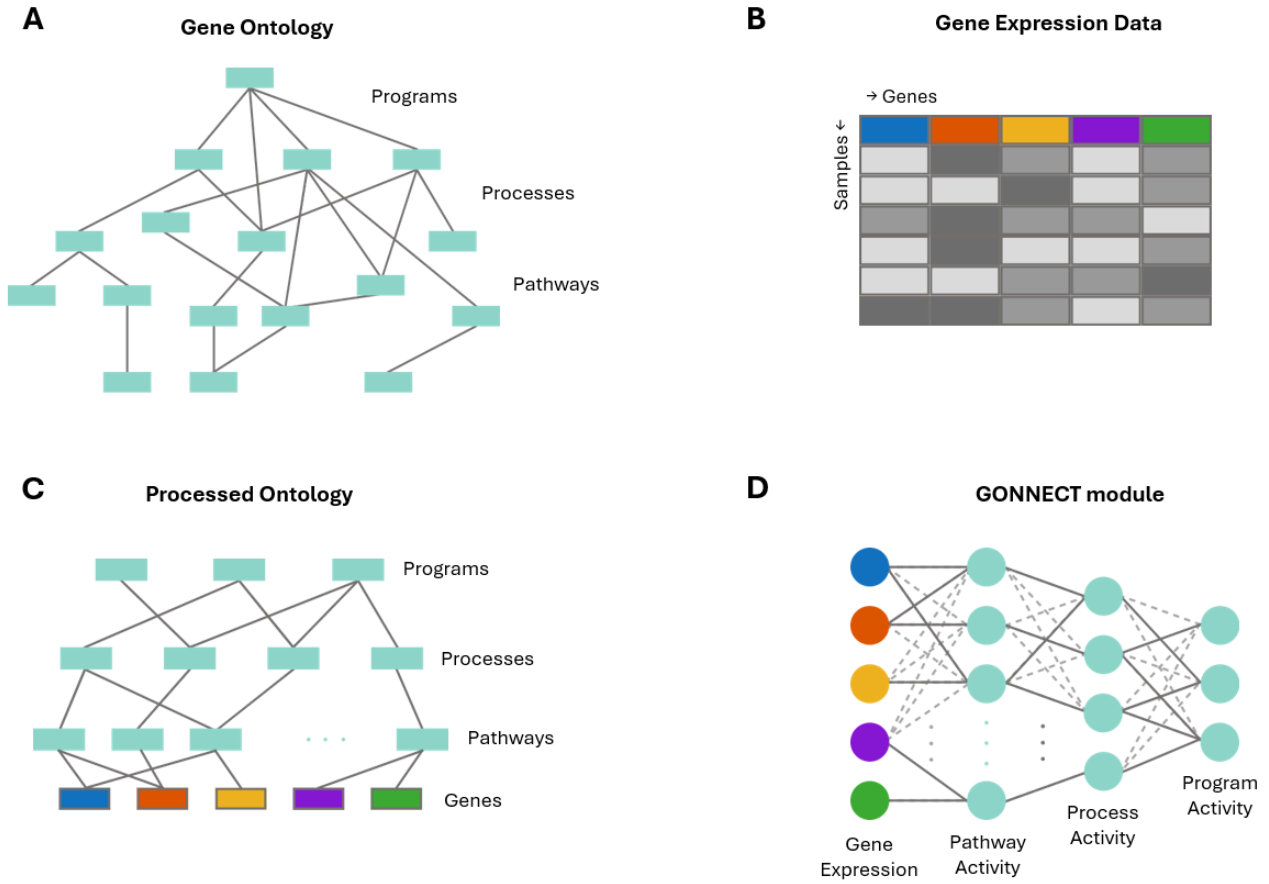 A
Gene Ontology
Programs
Processes
Pathways
B
Gene Expression Data
→ Genes
Samples ←
C
Processed Ontology
Programs
Processes
Pathways
Genes
D
GONNECT module
Gene
Expression
Pathway
Activity
Process
Activity
Program
Activity